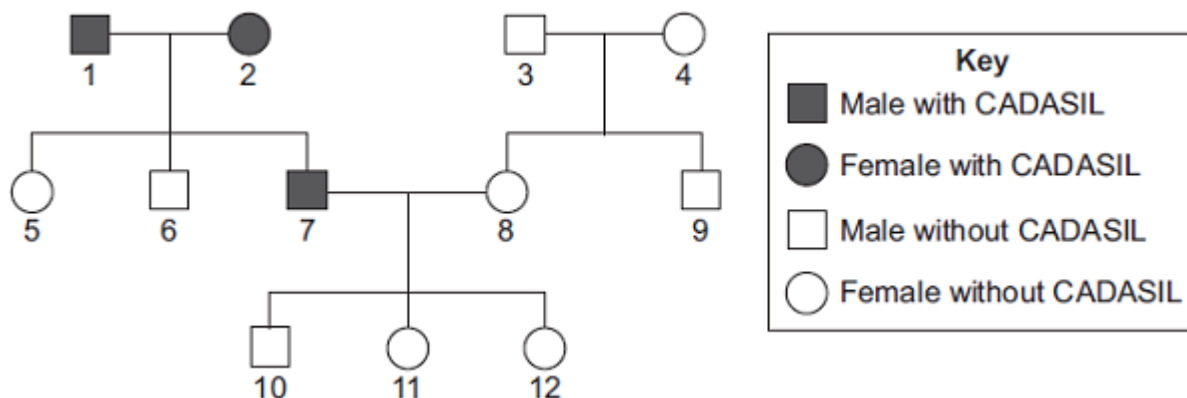 1 2 3 4
Key
Male with CADASIL
Female with CADASIL
Male without CADASIL
Female without CADASIL
5 6 7 8 9
10 11 12